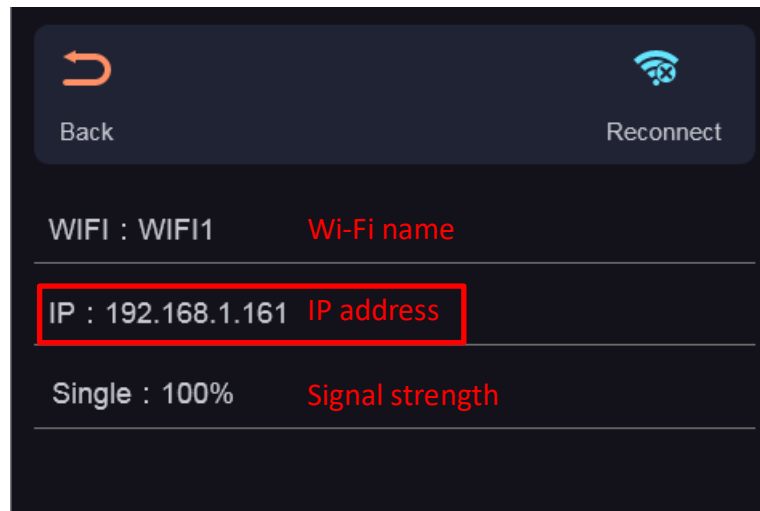 Back
Reconnect
WIFI : WIFI1 Wi-Fi name
IP : 192.168.1.161 IP address
Single : 100% Signal strength